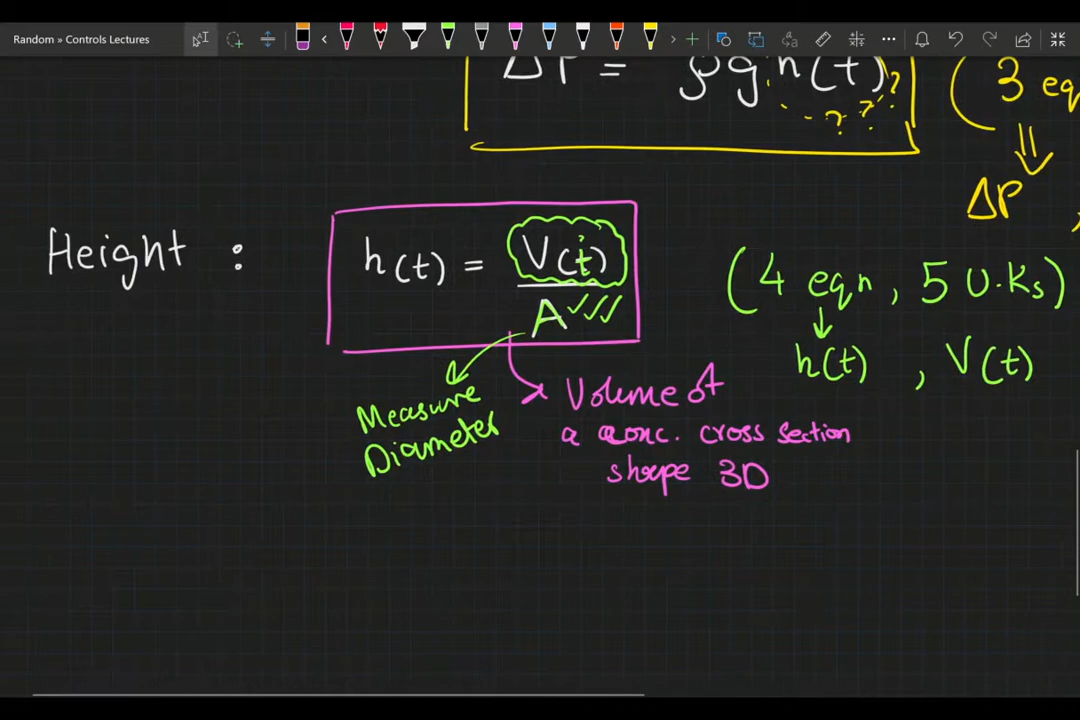 Random » Controls Lectures
ΔP = ρgh(t) ?
? ?
(3 eq
⇓
ΔP ,
Height : h(t) = V(t)
A ✓✓✓
(4 eqn, 5 U.Ks)
↓
h(t) , V(t)
Measure
Diameter
Volume of
a conc. cross section
shape 3D